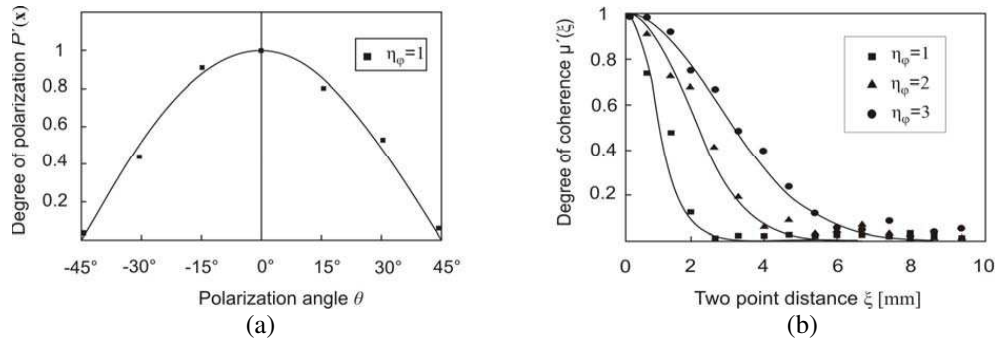 Degree of polarization P´(x)
1
0.8
0.6
0.4
0.2
-45° -30° -15° 0° 15° 30° 45°
Polarization angle θ
ηφ=1
(a)
Degree of coherence μ´(ξ)
1
0.8
0.6
0.4
0.2
0 2 4 6 8 10
Two point distance ξ [mm]
ηφ=1
ηφ=2
ηφ=3
(b)